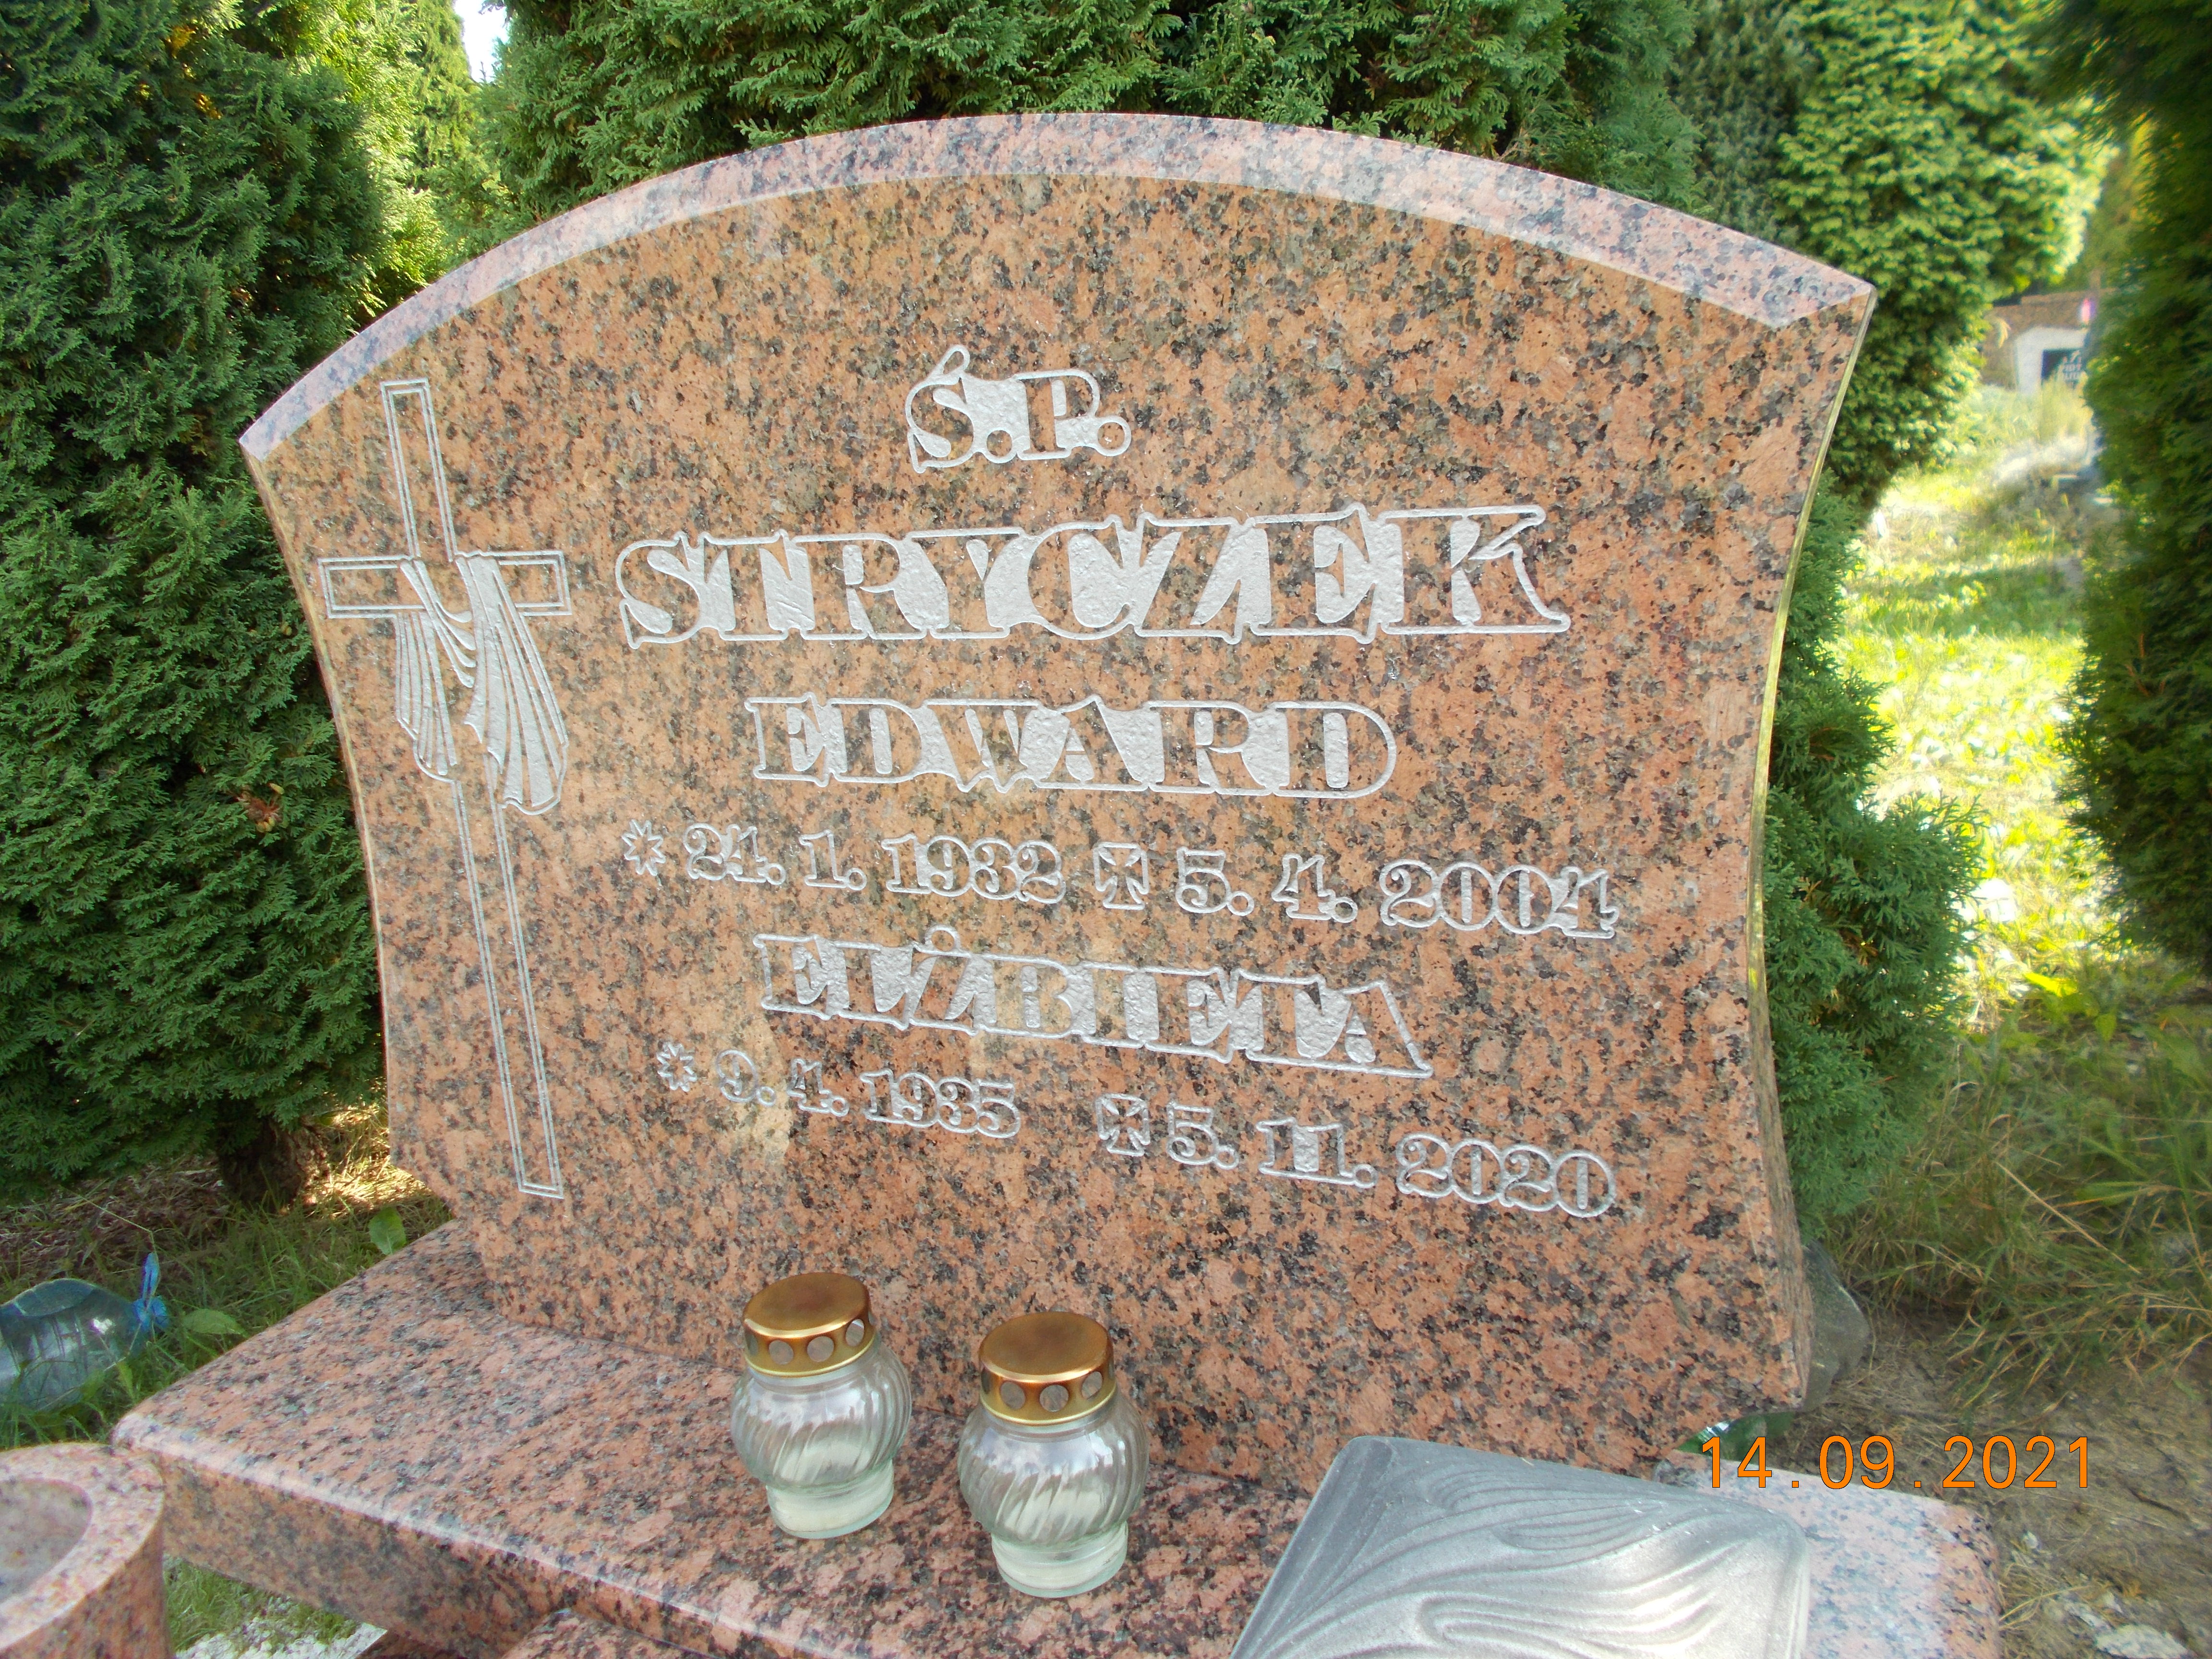 Ś.P.
STRYCZEK
EDWARD
* 24. 1. 1932 ✠ 5. 4. 2004
ELŻBIETA
* 9. 4. 1935 ✠ 5. 11. 2020
14.09.2021